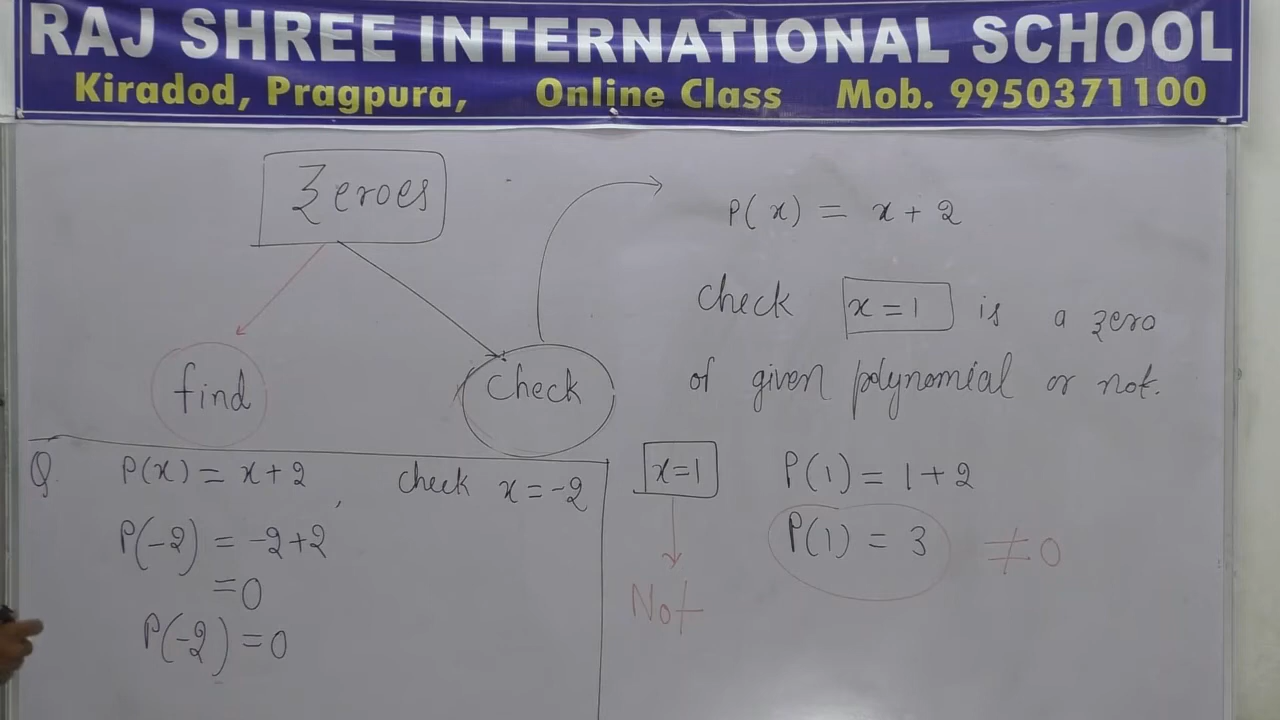 RAJ SHREE INTERNATIONAL SCHOOL
Kiradod, Pragpura, Online Class Mob. 9950371100
Zeroes
find
check
P(x) = x + 2
check x = 1 is a zero
of given polynomial or not.
x=1
Not
P(1) = 1 + 2
P(1) = 3 ≠ 0
Q. P(x) = x + 2, check x = -2
P(-2) = -2+2
=0
P(-2) = 0